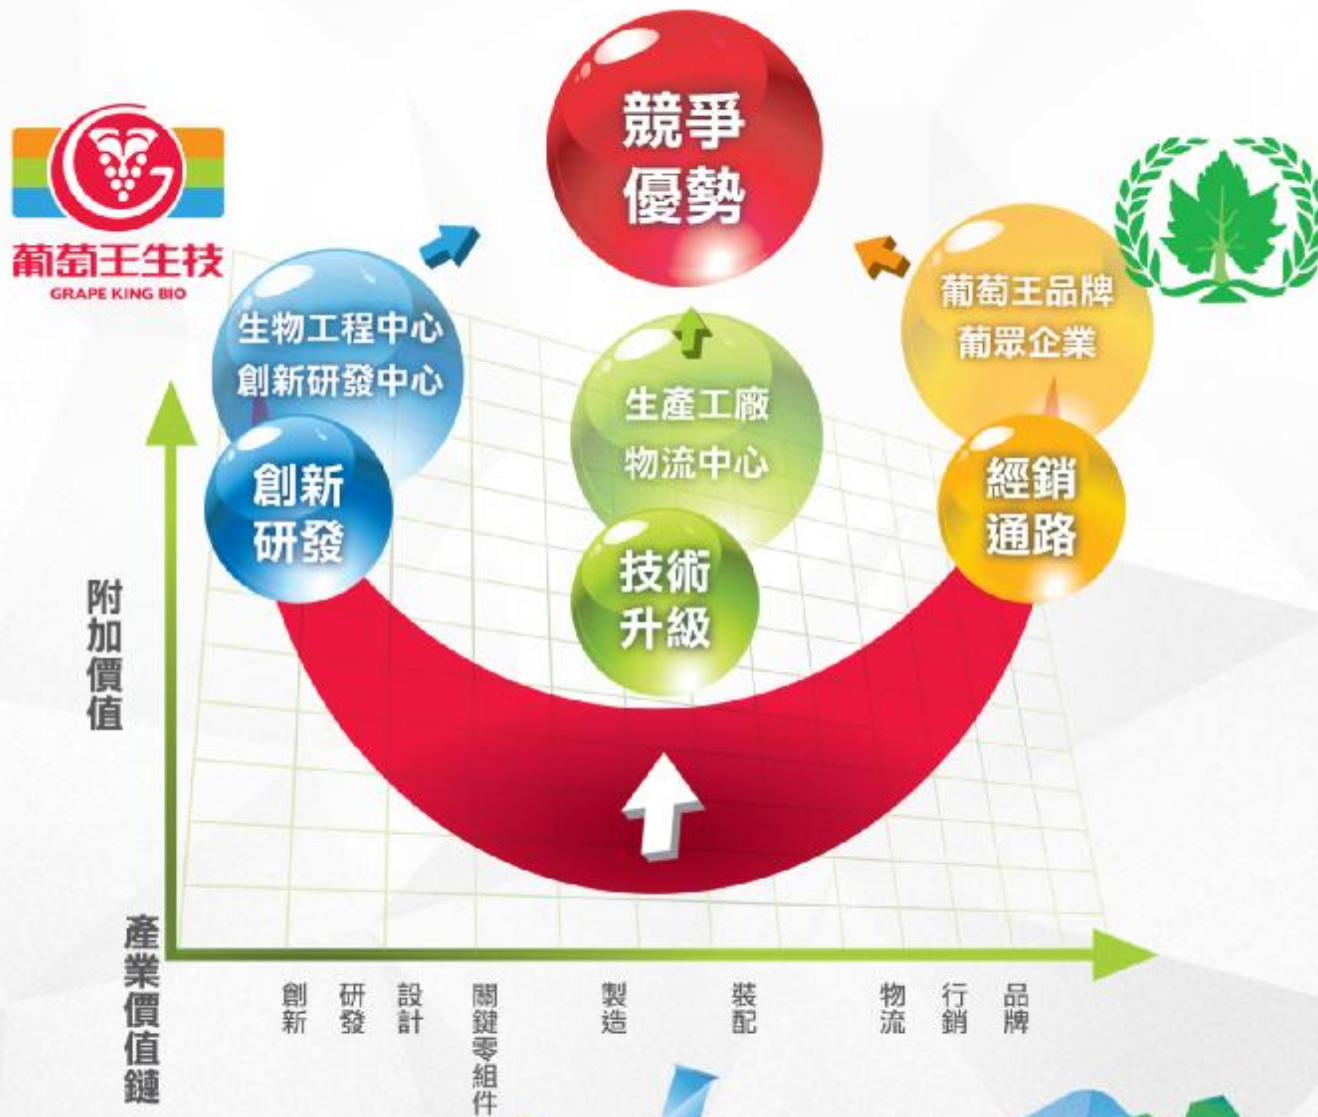 競爭
優勢
葡萄王生技
GRAPE KING BIO
生物工程中心
創新研發中心
創新
研發
生產工廠
物流中心
技術
升級
葡萄王品牌
葡眾企業
經銷
通路
附加價值
產業價值鏈
創新
研發
設計
關鍵零組件
製造
裝配
物流
行銷
品牌